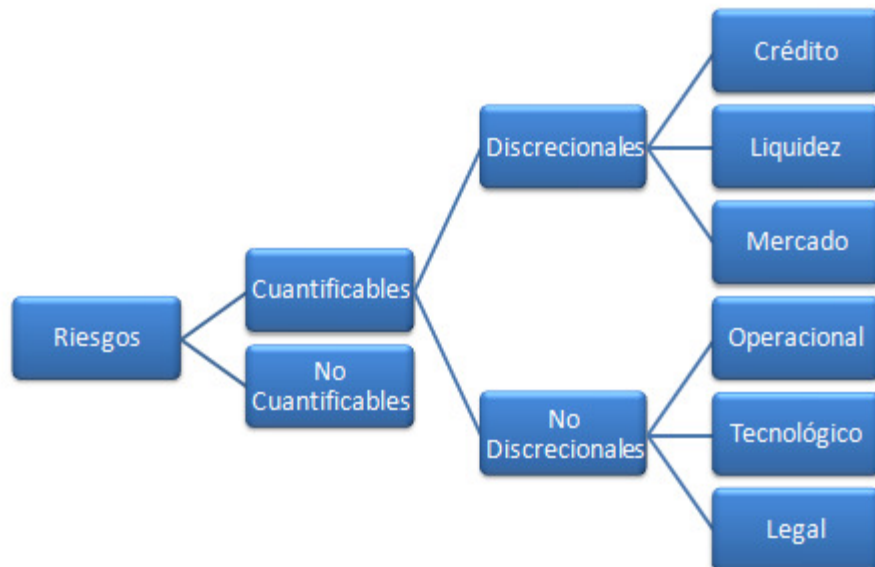 Riesgos
Cuantificables
No
Cuantificables
Discrecionales
No
Discrecionales
Crédito
Liquidez
Mercado
Operacional
Tecnológico
Legal